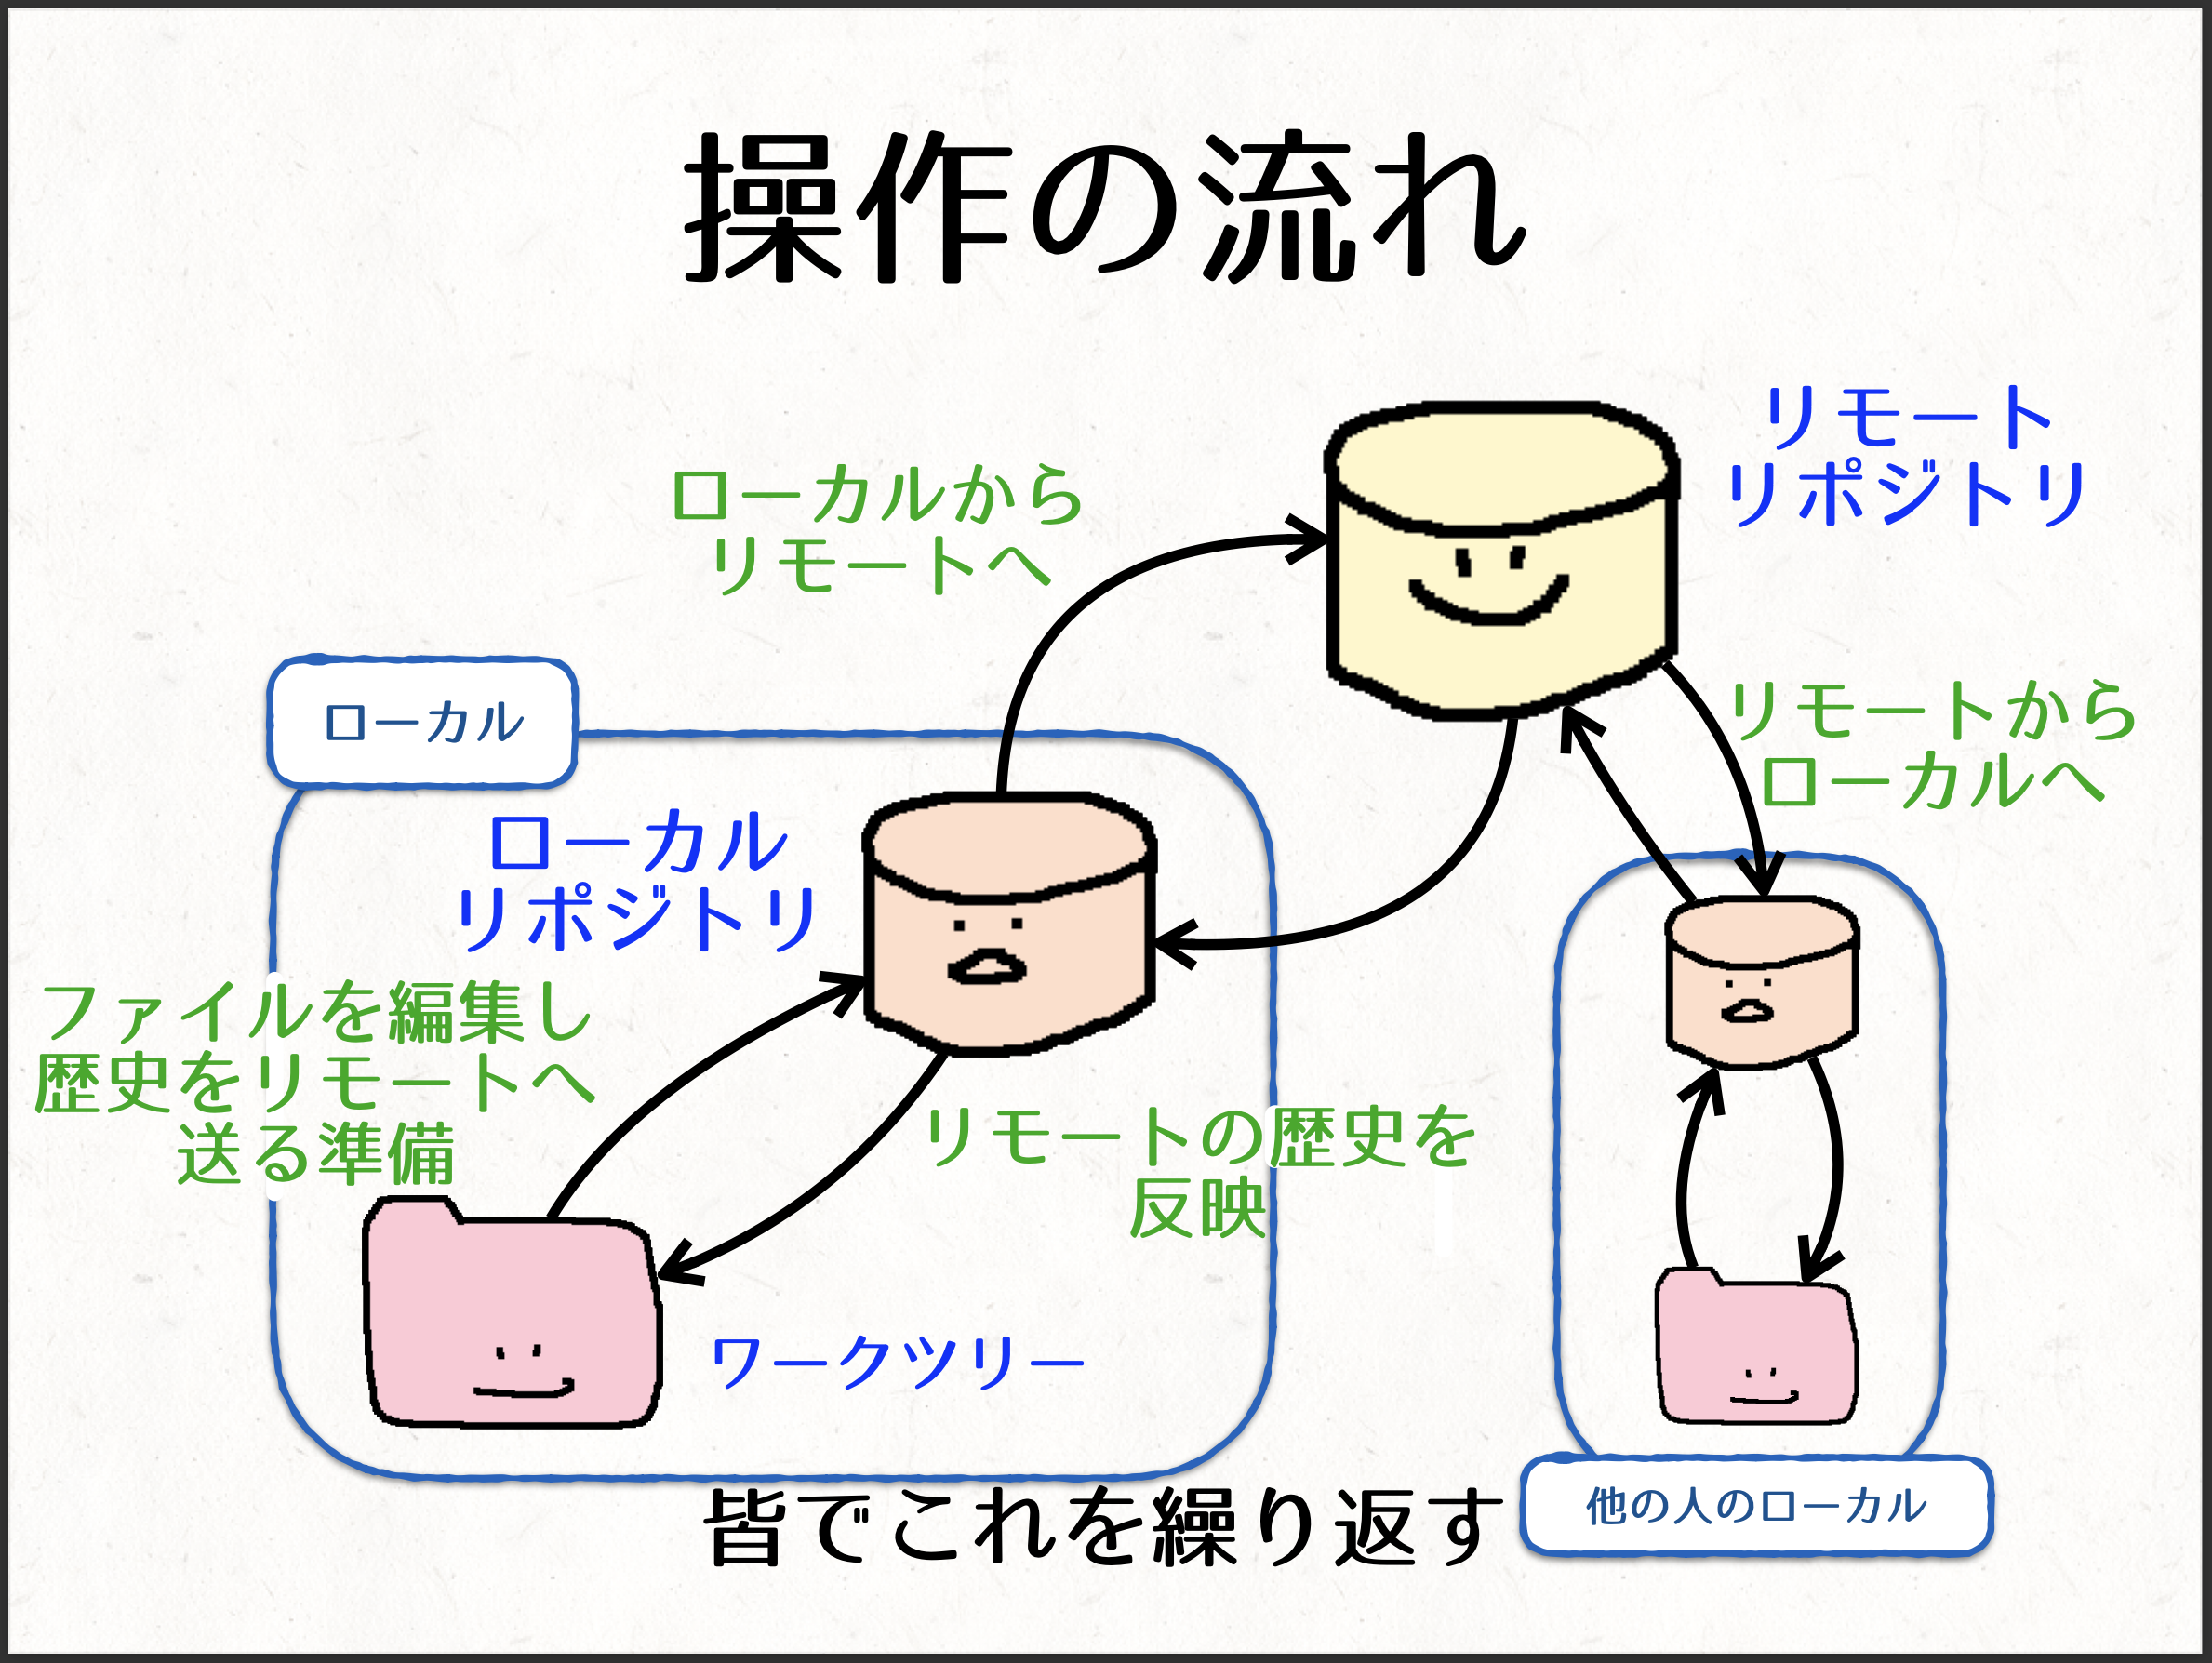 操作の流れ
リモート
リポジトリ
ローカルから
リモートへ
リモートから
ローカルへ
ローカル
ローカル
リポジトリ
ファイルを編集し
歴史をリモートへ
送る準備
リモートの歴史を
反映
ワークツリー
皆でこれを繰り返す
他の人のローカル